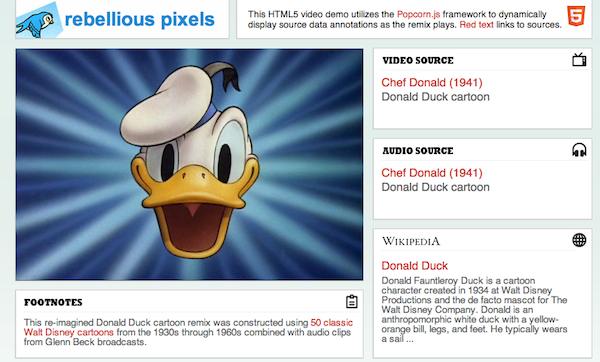 rebellious pixels
This HTML5 video demo utilizes the Popcorn.js framework to dynamically
display source data annotations as the remix plays. Red text links to sources.
5
VIDEO SOURCE
Chef Donald (1941)
Donald Duck cartoon
AUDIO SOURCE
Chef Donald (1941)
Donald Duck cartoon
WIKIPEDIA
Donald Duck
Donald Fauntleroy Duck is a cartoon
character created in 1934 at Walt Disney
Productions and the de facto mascot for The
Walt Disney Company. Donald is an
anthropomorphic white duck with a yellow-
orange bill, legs, and feet. He typically wears
a sail ...
FOOTNOTES
This re-imagined Donald Duck cartoon remix was constructed using 50 classic
Walt Disney cartoons from the 1930s through 1960s combined with audio clips
from Glenn Beck broadcasts.